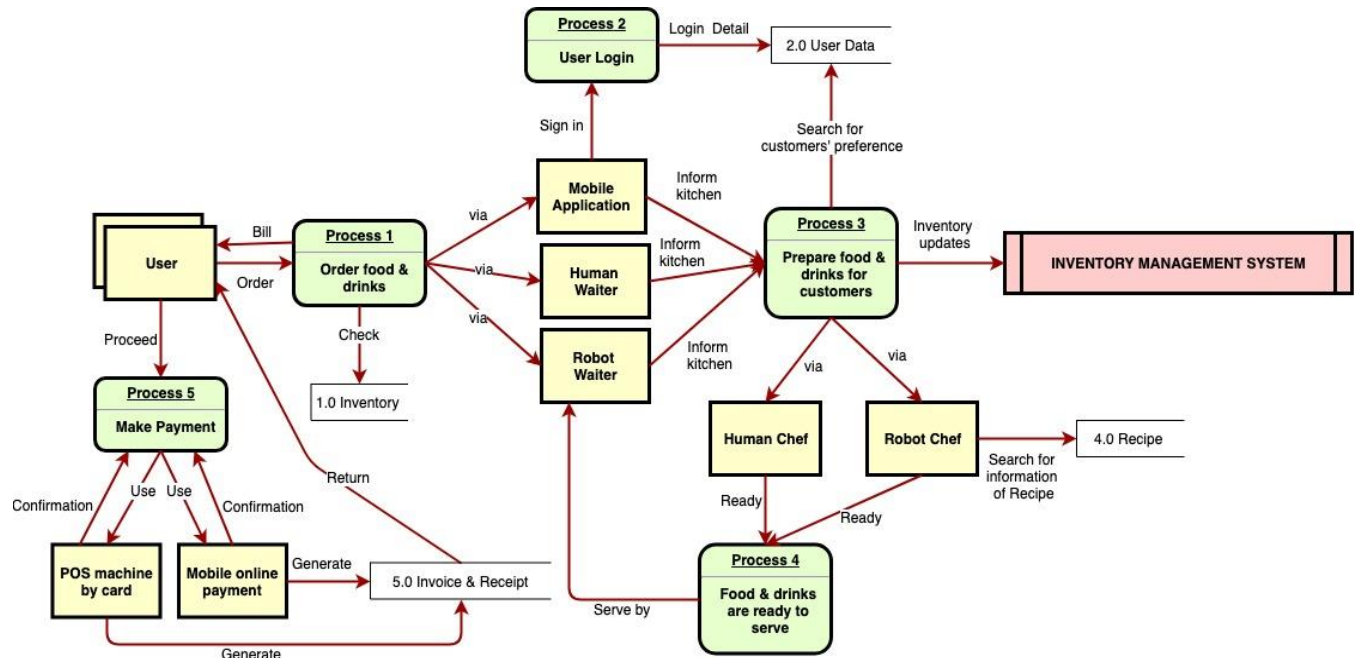 Process 2
User Login
Login Detail
2.0 User Data
Sign in
Search for
customers' preference
Mobile
Application
Inform
kitchen
via
Bill
User
Order
Process 1
Order food &
drinks
via
Human
Waiter
Inform
kitchen
Process 3
Prepare food &
drinks for
customers
Inventory
updates
INVENTORY MANAGEMENT SYSTEM
via
Robot
Waiter
Inform
kitchen
Proceed
Check
1.0 Inventory
via
via
Process 5
Make Payment
Human Chef
Robot Chef
4.0 Recipe
Search for
information
of Recipe
Return
Confirmation
Use
Use
Confirmation
Ready
Ready
POS machine
by card
Mobile online
payment
Generate
5.0 Invoice & Receipt
Process 4
Food & drinks
are ready to
serve
Serve by
Generate